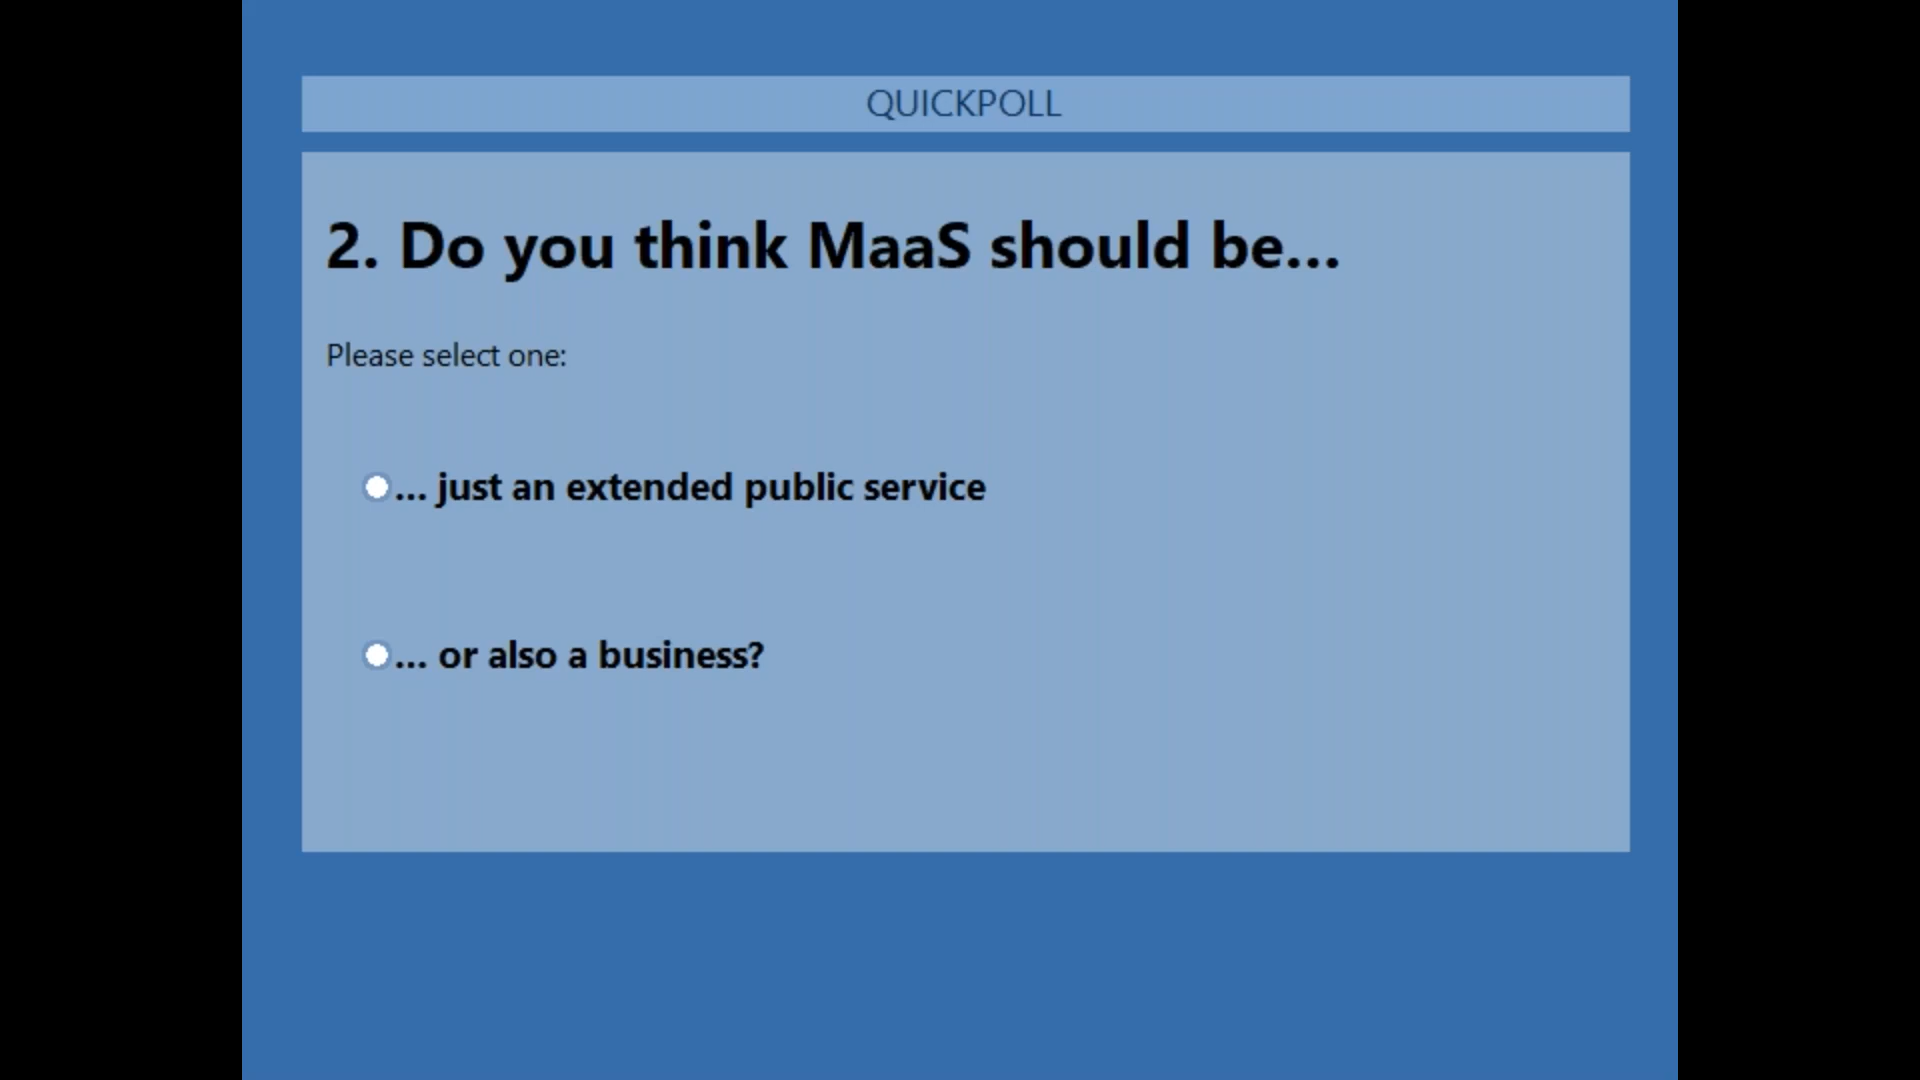 QUICKPOLL
2. Do you think MaaS should be...
Please select one:
... just an extended public service
... or also a business?